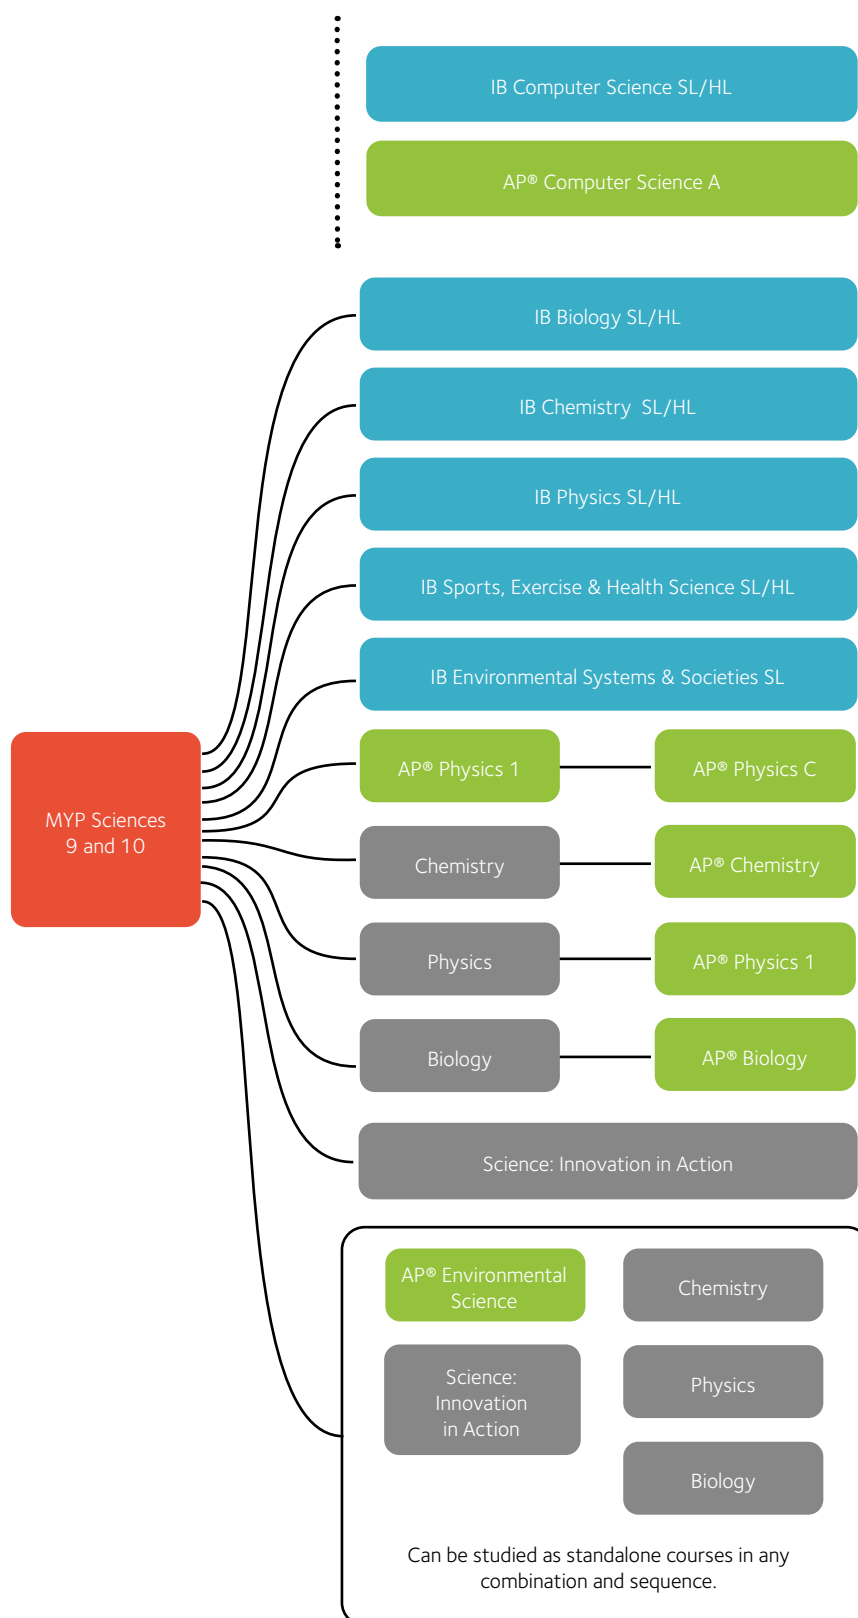 IB Computer Science SL/HL
AP® Computer Science A
IB Biology SL/HL
IB Chemistry SL/HL
IB Physics SL/HL
IB Sports, Exercise & Health Science SL/HL
IB Environmental Systems & Societies SL
MYP Sciences
9 and 10
AP® Physics 1
AP® Physics C
Chemistry
AP® Chemistry
Physics
AP® Physics 1
Biology
AP® Biology
Science: Innovation in Action
AP® Environmental
Science
Chemistry
Science:
Innovation
in Action
Physics
Biology
Can be studied as standalone courses in any
combination and sequence.